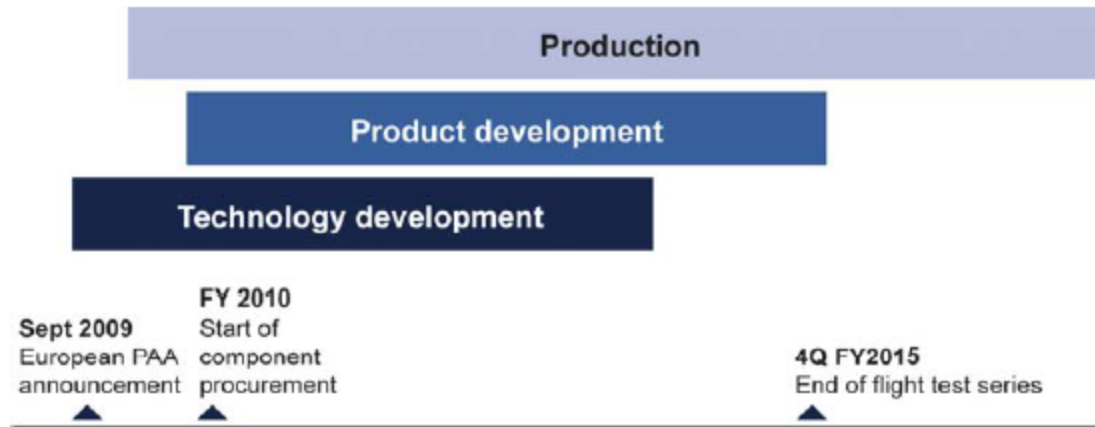 Production
Product development
Technology development
Sept 2009
European PAA
announcement
FY 2010
Start of
component
procurement
4Q FY2015
End of flight test series